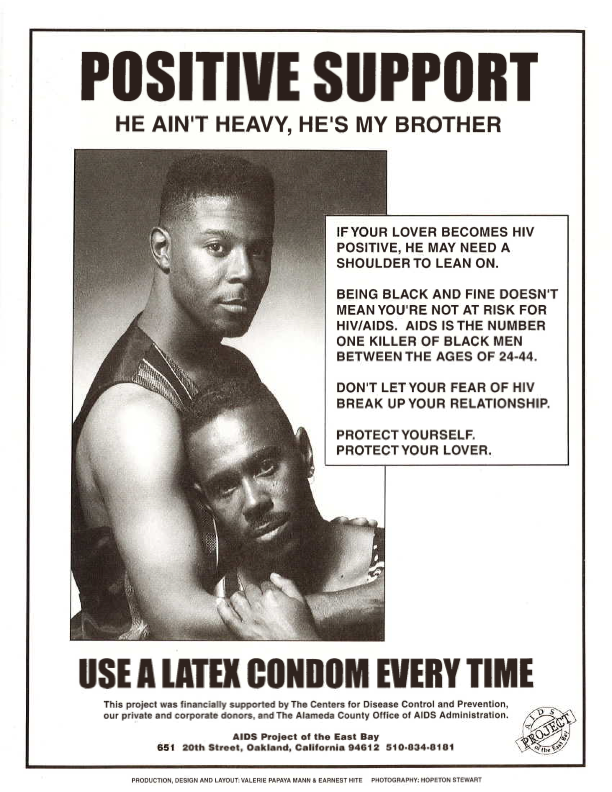 POSITIVE SUPPORT
HE AIN'T HEAVY, HE'S MY BROTHER
IF YOUR LOVER BECOMES HIV
POSITIVE, HE MAY NEED A
SHOULDER TO LEAN ON.
BEING BLACK AND FINE DOESN'T
MEAN YOU'RE NOT AT RISK FOR
HIV/AIDS. AIDS IS THE NUMBER
ONE KILLER OF BLACK MEN
BETWEEN THE AGES OF 24-44.
DON'T LET YOUR FEAR OF HIV
BREAK UP YOUR RELATIONSHIP.
PROTECT YOURSELF.
PROTECT YOUR LOVER.
USE A LATEX CONDOM EVERY TIME
This project was financially supported by The Centers for Disease Control and Prevention,
our private and corporate donors, and The Alameda County Office of AIDS Administration.
AIDS Project of the East Bay
651 20th Street, Oakland, California 94612 510-834-8181
AIDS
PROJECT
of the East Bay
PRODUCTION, DESIGN AND LAYOUT: VALERIE PAPAYA MANN & EARNEST HITE PHOTOGRAPHY: HOPETON STEWART